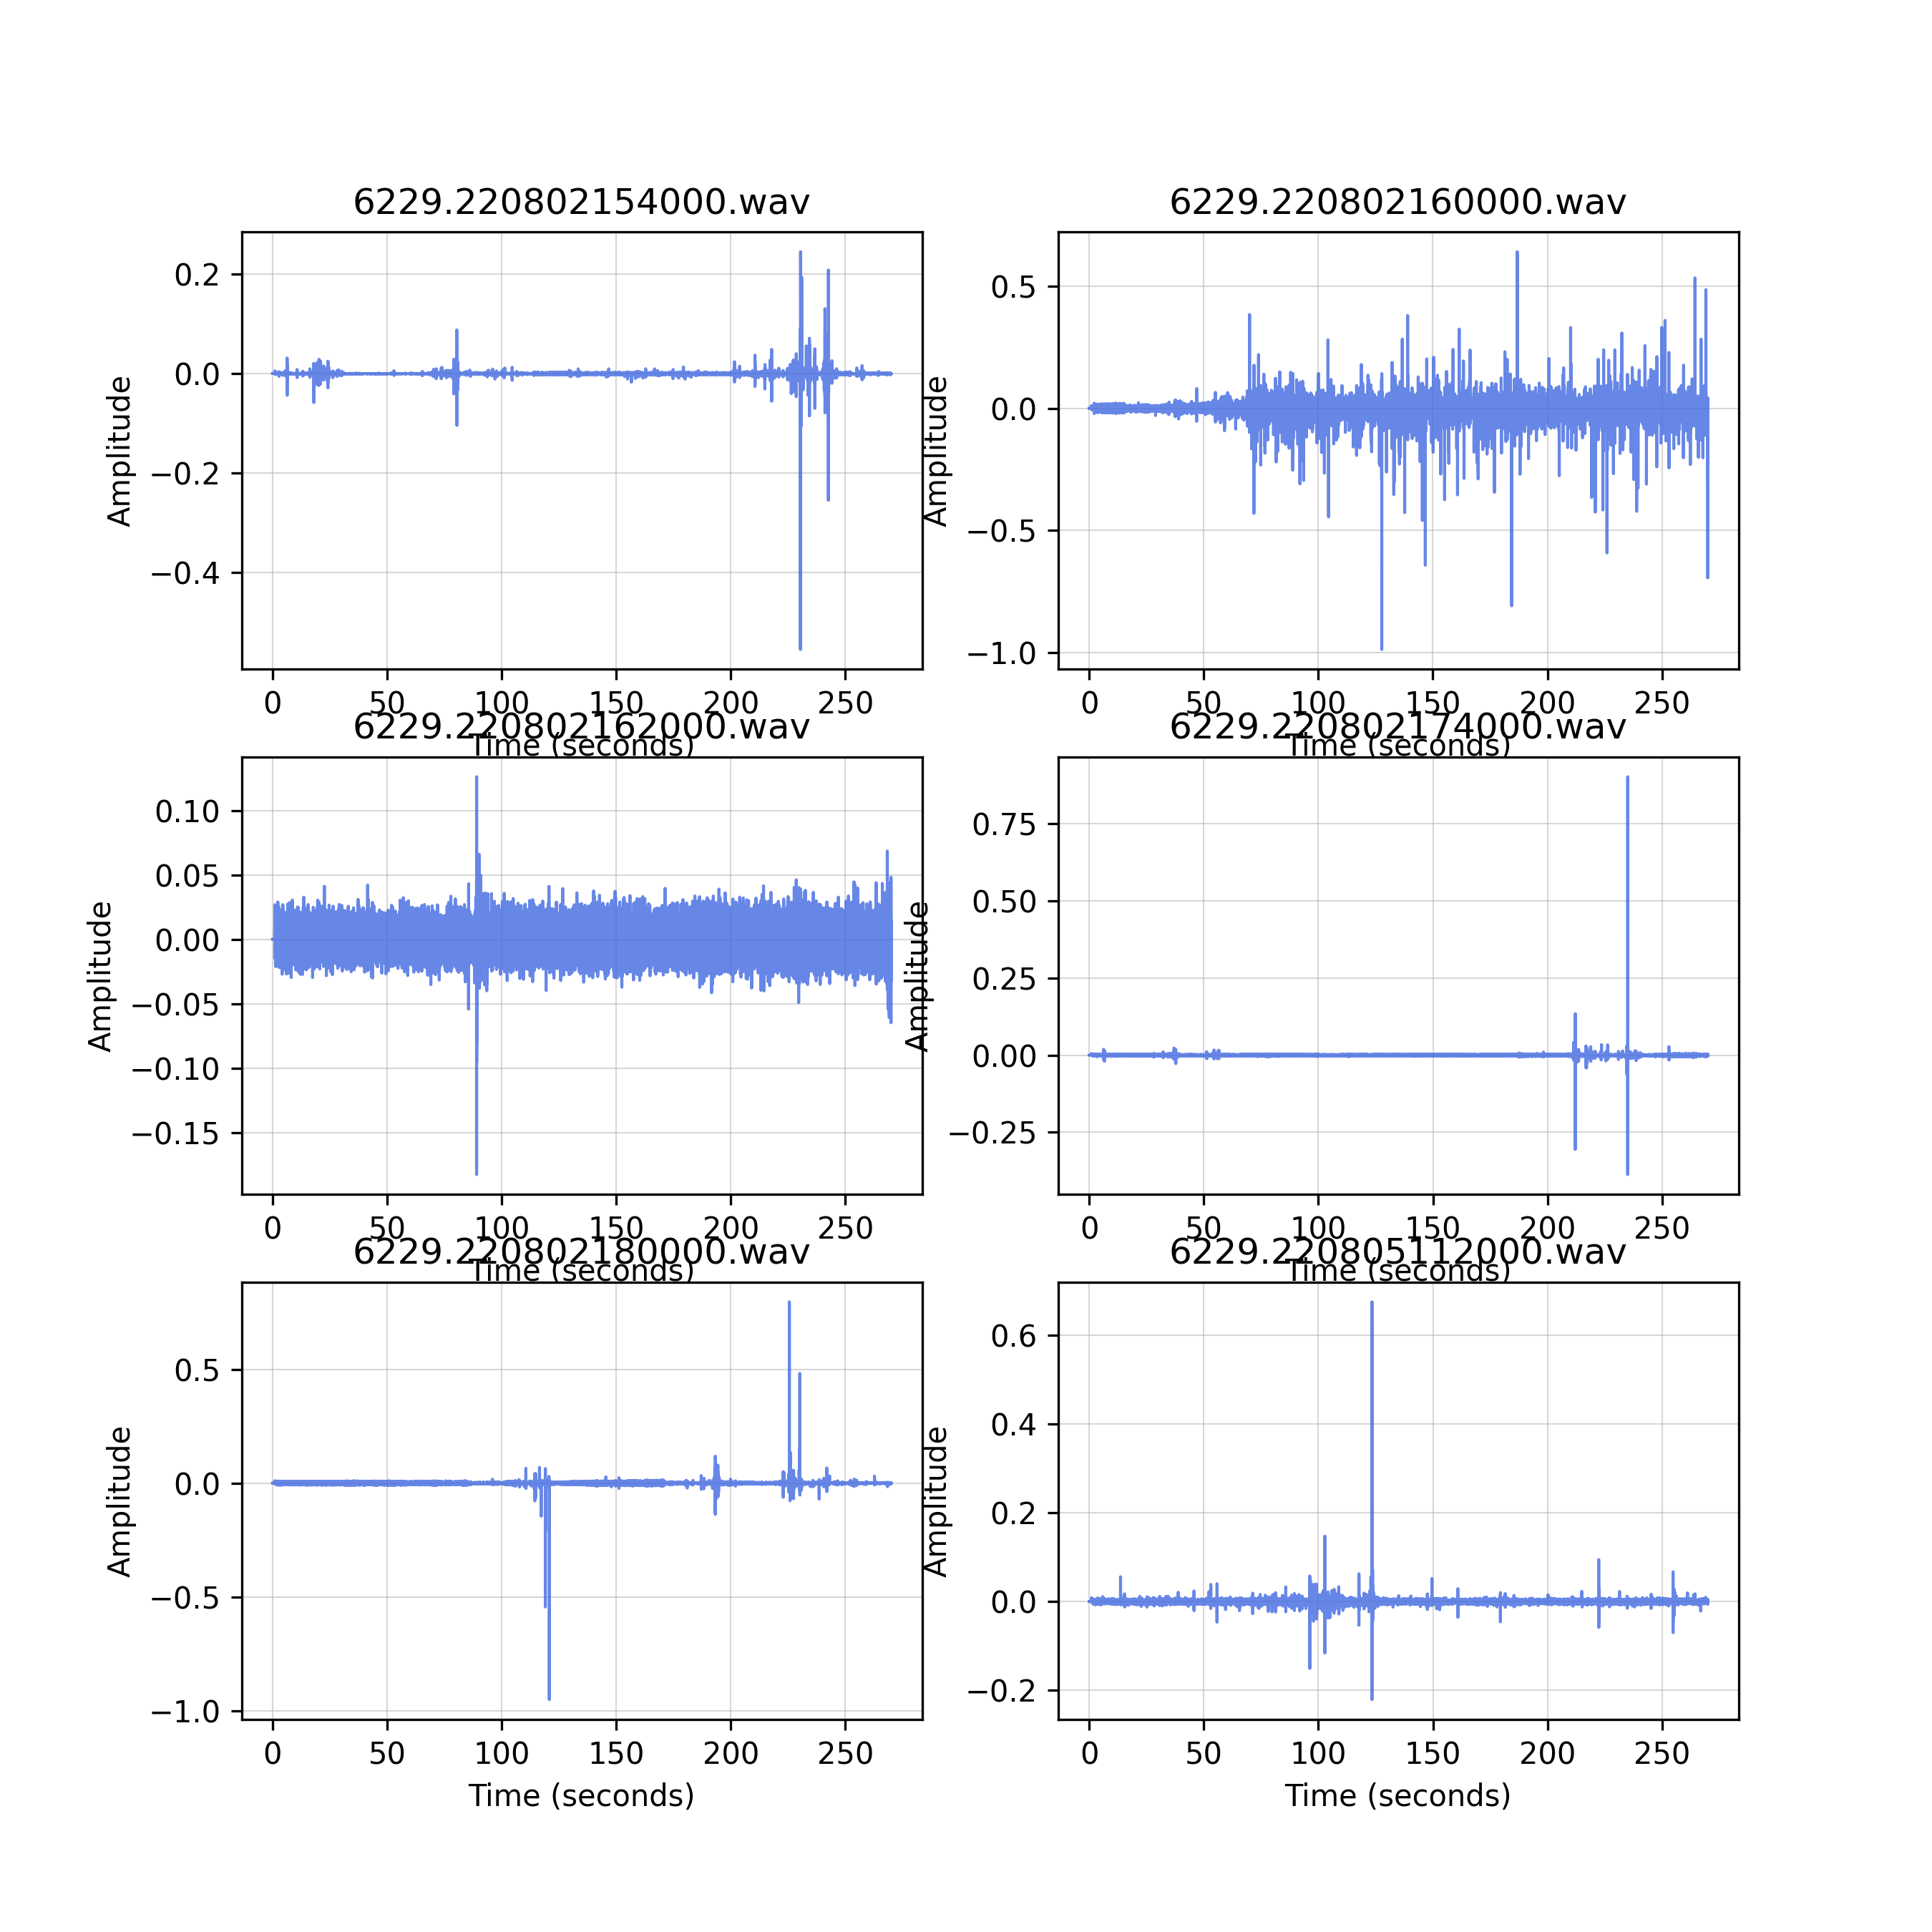 6229.220802154000.wav
Amplitude
0.2
0.0
−0.2
−0.4
0 50 100 150 200 250
Time (seconds)
6229.220802160000.wav
Amplitude
0.5
0.0
−0.5
−1.0
0 50 100 150 200 250
Time (seconds)
6229.220802162000.wav
Amplitude
0.10
0.05
0.00
−0.05
−0.10
−0.15
0 50 100 150 200 250
Time (seconds)
6229.220802174000.wav
Amplitude
0.75
0.50
0.25
0.00
−0.25
0 50 100 150 200 250
Time (seconds)
6229.220802180000.wav
Amplitude
0.5
0.0
−0.5
−1.0
0 50 100 150 200 250
Time (seconds)
6229.220805112000.wav
Amplitude
0.6
0.4
0.2
0.0
−0.2
0 50 100 150 200 250
Time (seconds)